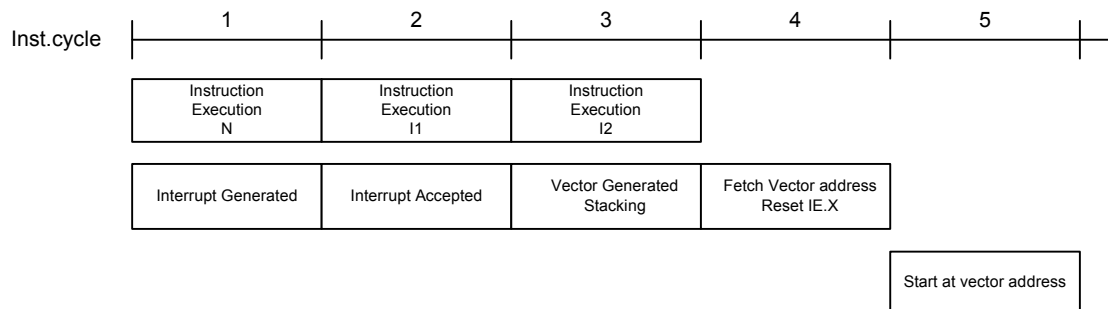 1 2 3 4 5
Inst.cycle
Instruction
Execution
N
Instruction
Execution
I1
Instruction
Execution
I2
Interrupt Generated
Interrupt Accepted
Vector Generated
Stacking
Fetch Vector address
Reset IE.X
Start at vector address